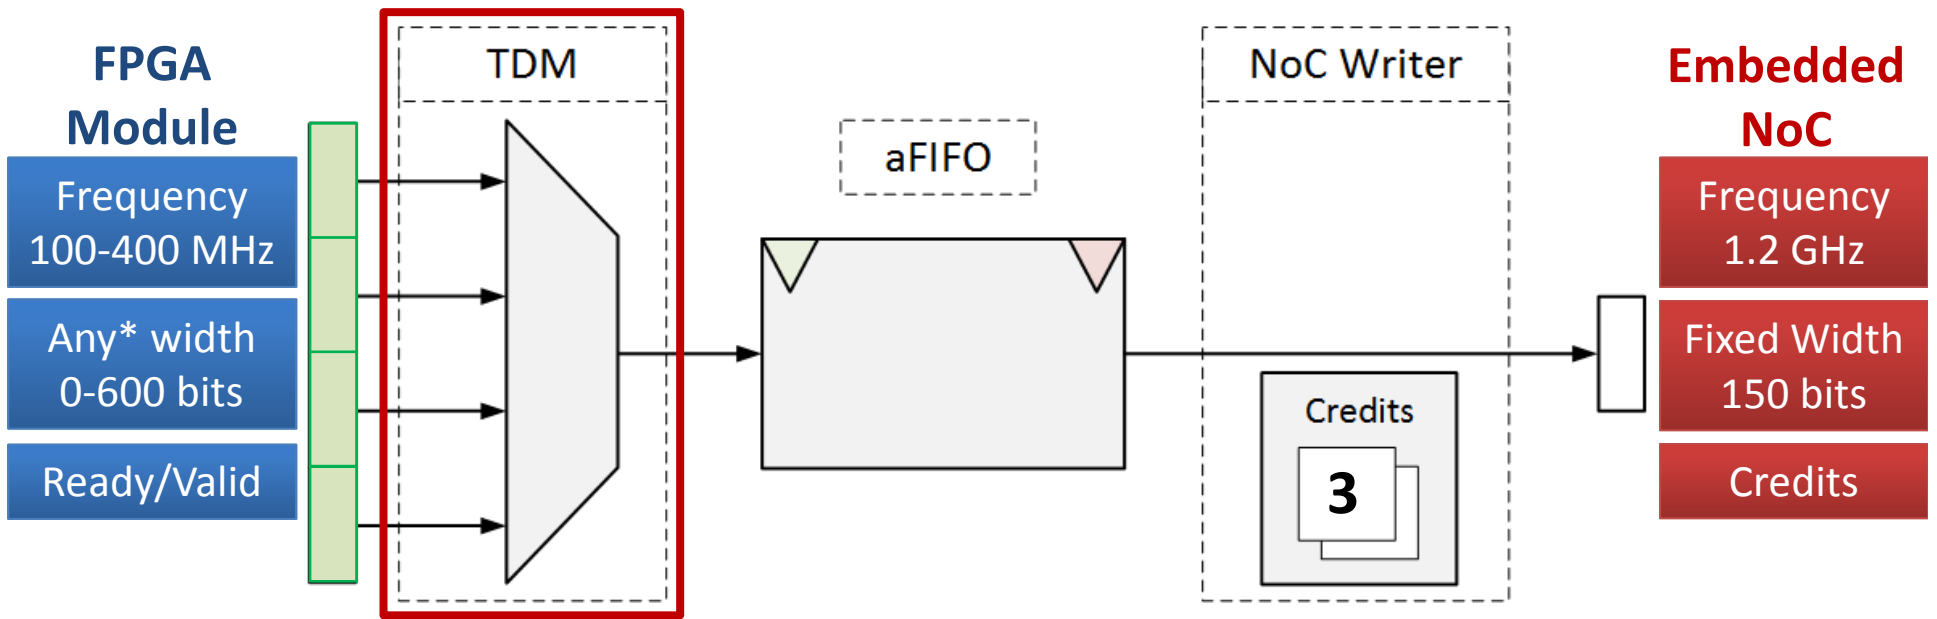 FPGA
Module
Frequency
100-400 MHz
Any* width
0-600 bits
Ready/Valid
TDM
aFIFO
NoC Writer
Credits
3
Embedded
NoC
Frequency
1.2 GHz
Fixed Width
150 bits
Credits